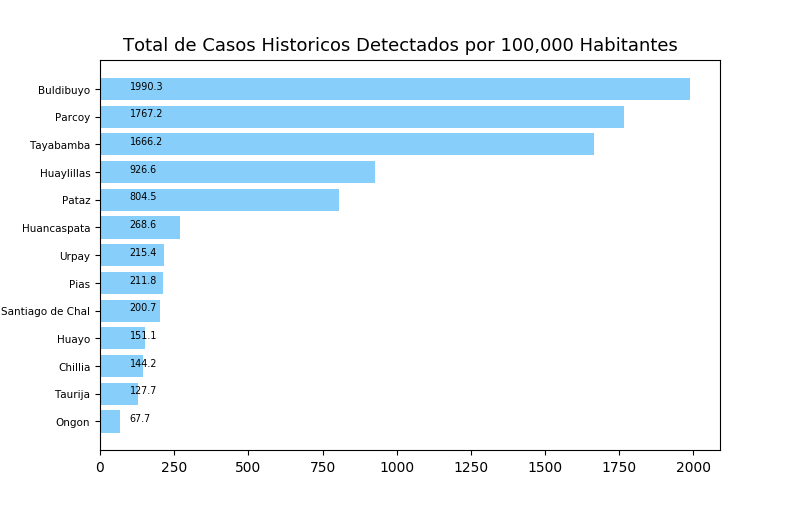 Total de Casos Historicos Detectados por 100,000 Habitantes
Buldibuyo 1990.3
Parcoy 1767.2
Tayabamba 1666.2
Huaylillas 926.6
Pataz 804.5
Huancaspata 268.6
Urpay 215.4
Pias 211.8
Santiago de Chal 200.7
Huayo 151.1
Chillia 144.2
Taurija 127.7
Ongon 67.7
0 250 500 750 1000 1250 1500 1750 2000